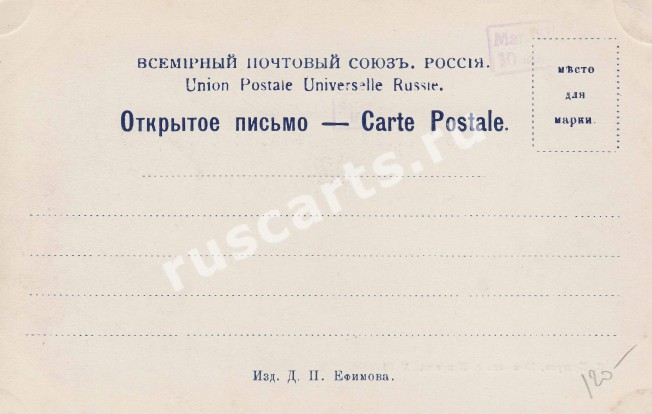 ВСЕМІРНЫЙ ПОЧТОВЫЙ СОЮЗЪ. РОССІЯ.
Union Postale Universelle Russie.
Открытое письмо — Carte Postale.
мѣсто
для
марки.
ruscarts.ru
Изд. Д. П. Ефимова.
120